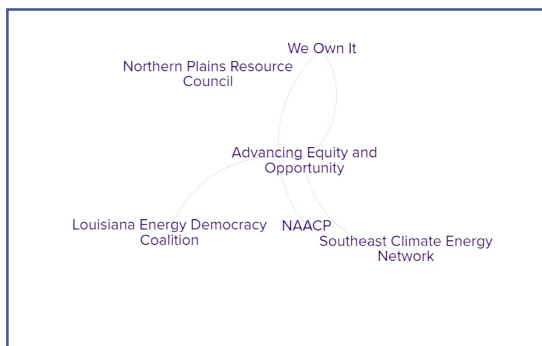 We Own It
Northern Plains Resource
Council
Advancing Equity and
Opportunity
Louisiana Energy Democracy
Coalition
NAACP
Southeast Climate Energy
Network